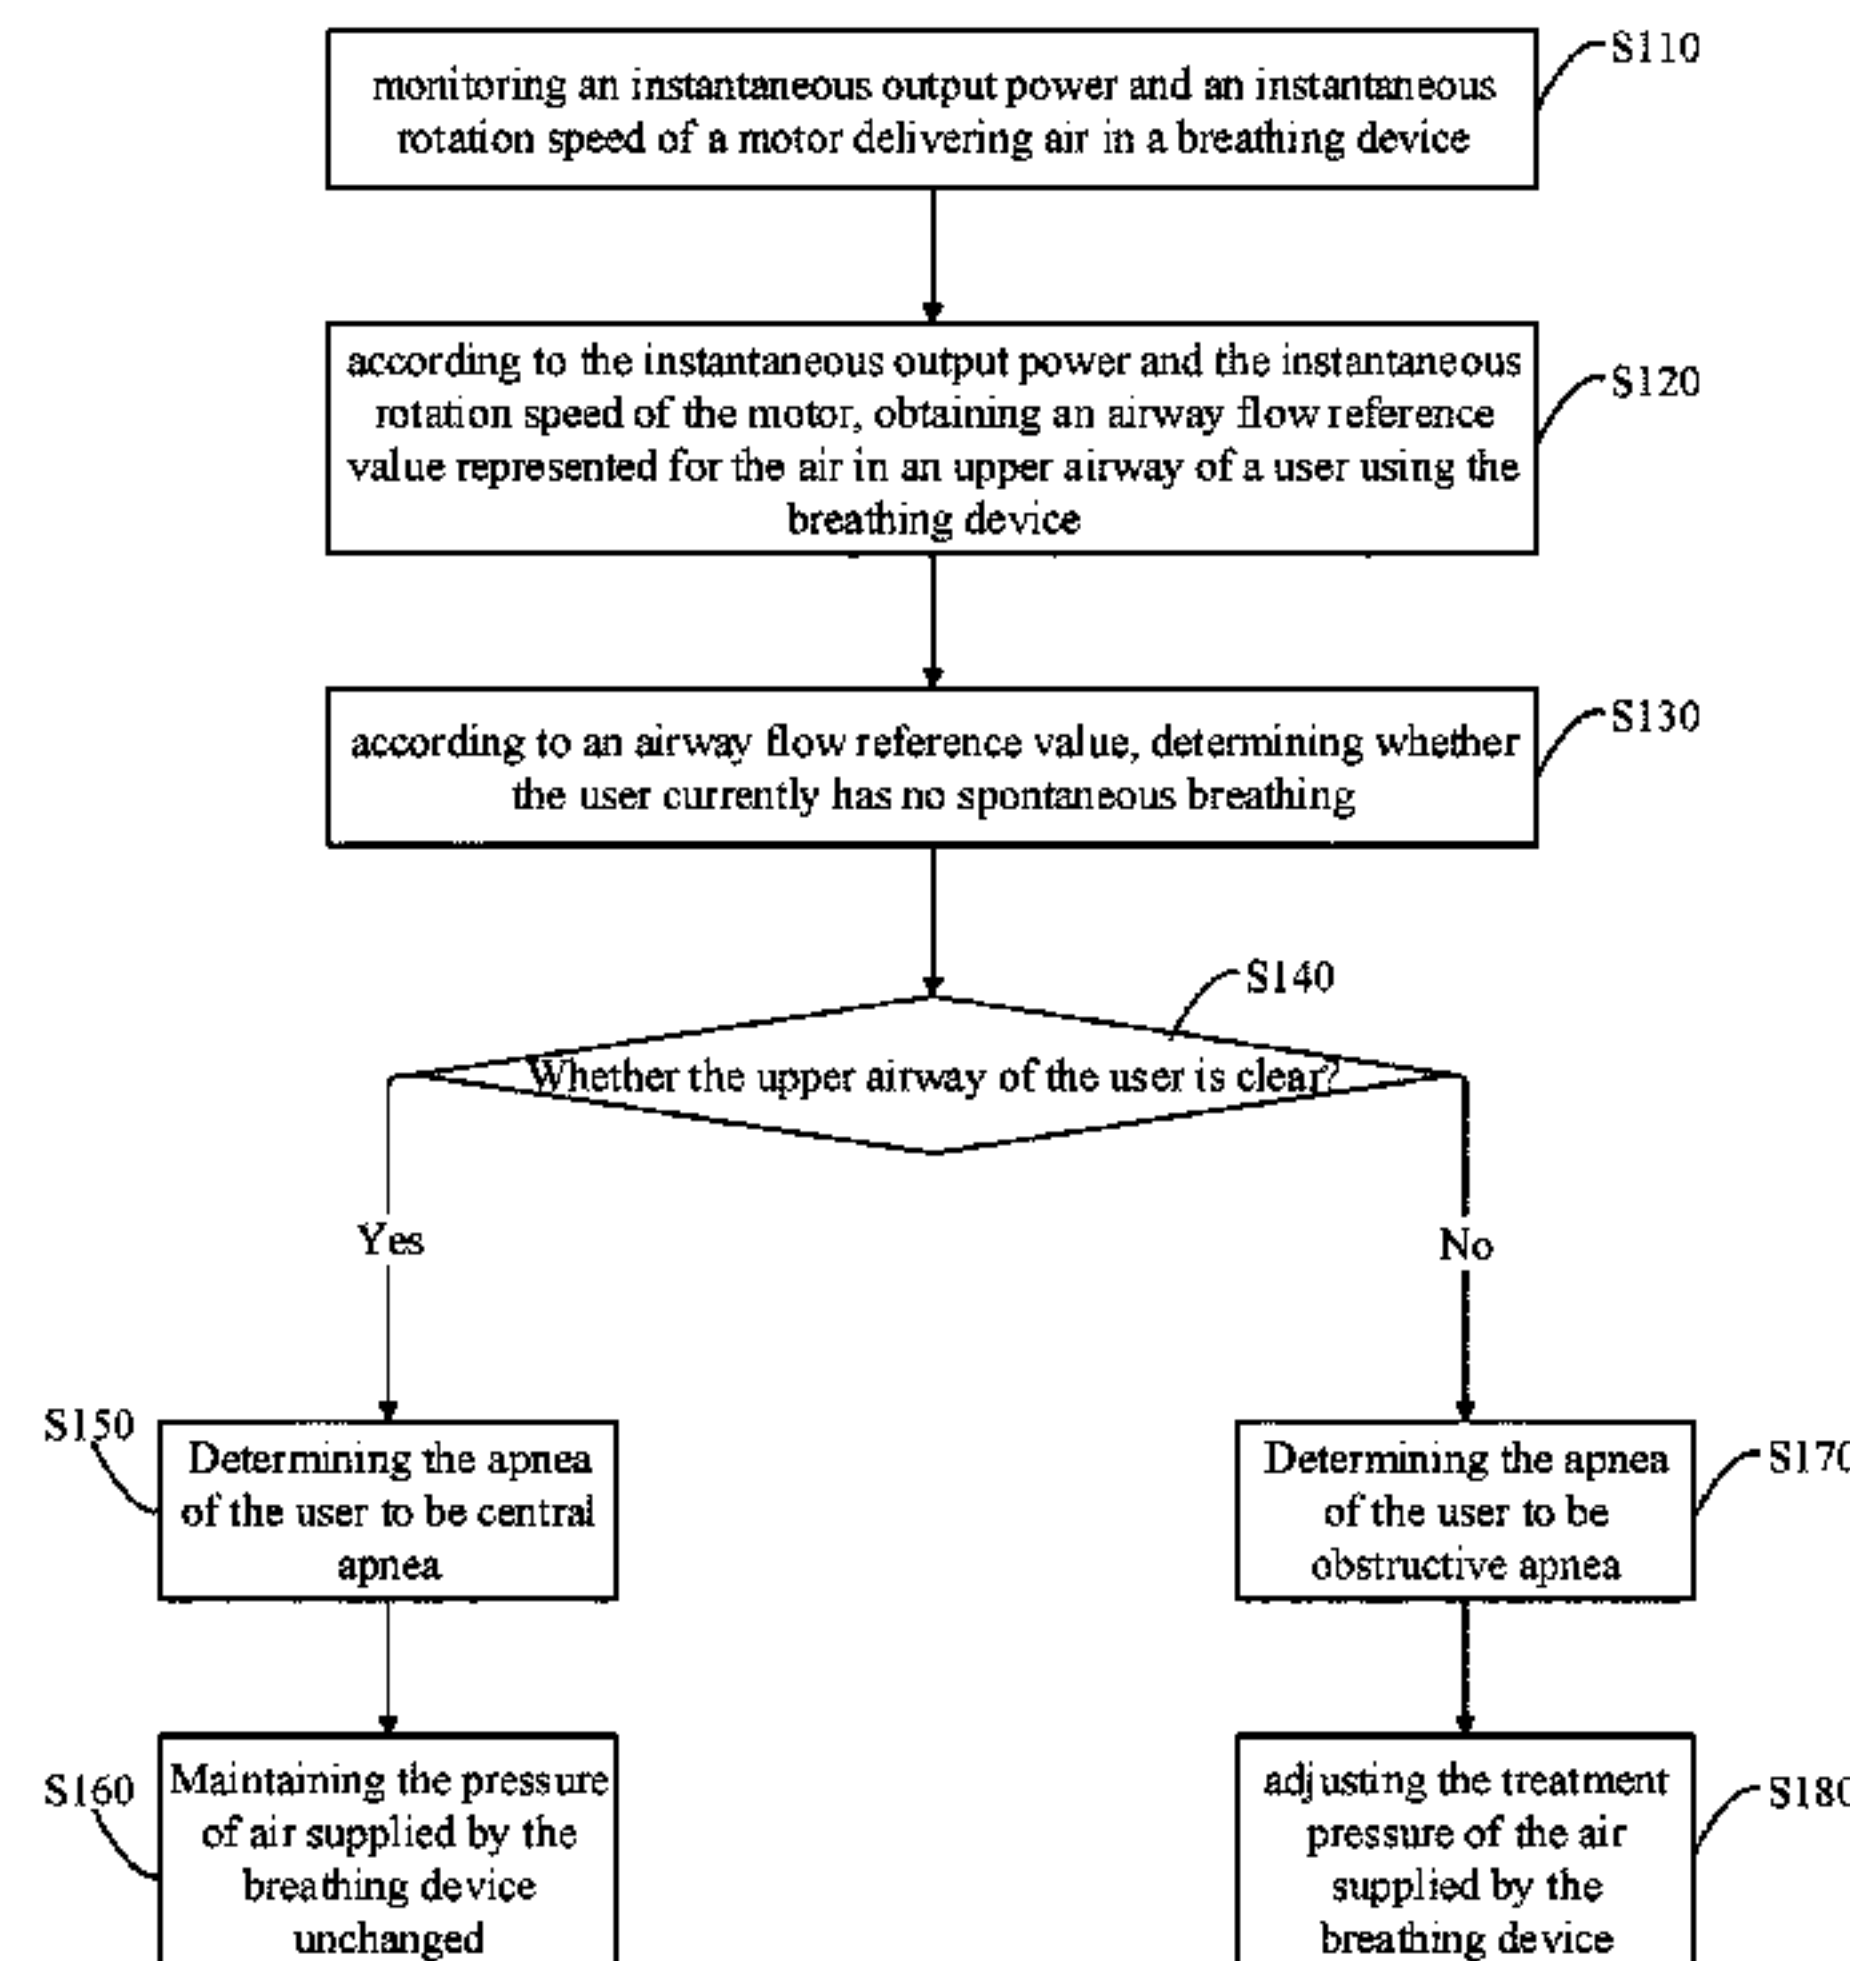 S110
monitoring an instantaneous output power and an instantaneous
rotation speed of a motor delivering air in a breathing device
according to the instantaneous output power and the instantaneous
rotation speed of the motor, obtaining an airway flow reference
value represented for the air in an upper airway of a user using the
breathing device
S120
according to an airway flow reference value, determining whether
the user currently has no spontaneous breathing
S130
S140
Whether the upper airway of the user is clear?
Yes
No
S150
Determining the apnea
of the user to be central
apnea
Determining the apnea
of the user to be
obstructive apnea
S170
S160
Maintaining the pressure
of air supplied by the
breathing device
unchanged
adjusting the treatment
pressure of the air
supplied by the
breathing device
S180